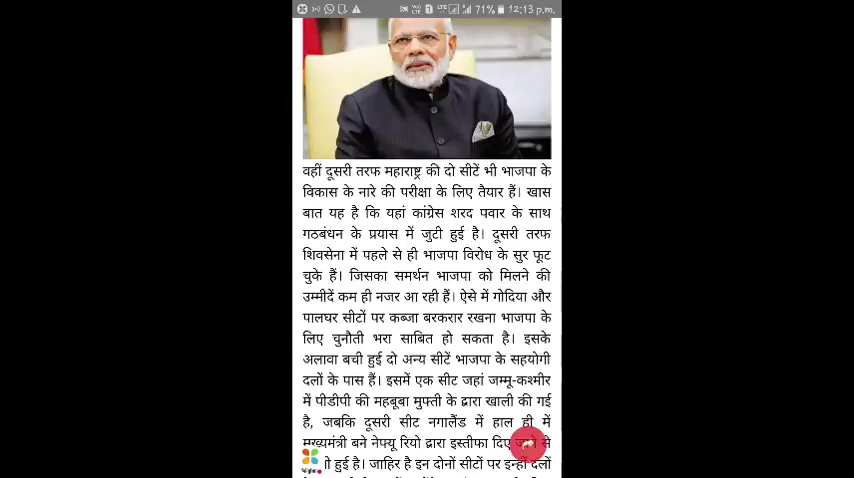 71% 12:13 p.m.
वहीं दूसरी तरफ महाराष्ट्र की दो सीटें भी भाजपा के
विकास के नारे की परीक्षा के लिए तैयार हैं। खास
बात यह है कि यहां कांग्रेस शरद पवार के साथ
गठबंधन के प्रयास में जुटी हुई है। दूसरी तरफ
शिवसेना में पहले से ही भाजपा विरोध के सुर फूट
चुके हैं। जिसका समर्थन भाजपा को मिलने की
उम्मीदें कम ही नजर आ रही हैं। ऐसे में गोदिया और
पालघर सीटों पर कब्जा बरकरार रखना भाजपा के
लिए चुनौती भरा साबित हो सकता है। इसके
अलावा बची हुई दो अन्य सीटें भाजपा के सहयोगी
दलों के पास हैं। इसमें एक सीट जहां जम्मू-कश्मीर
में पीडीपी की महबूबा मुफ्ती के द्वारा खाली की गई
है, जबकि दूसरी सीट नगालैंड में हाल ही में
मुख्यमंत्री बने नेफ्यू रियो द्वारा इस्तीफा दिए से
हुई है। जाहिर है इन दोनों सीटों पर इन्हीं दलों